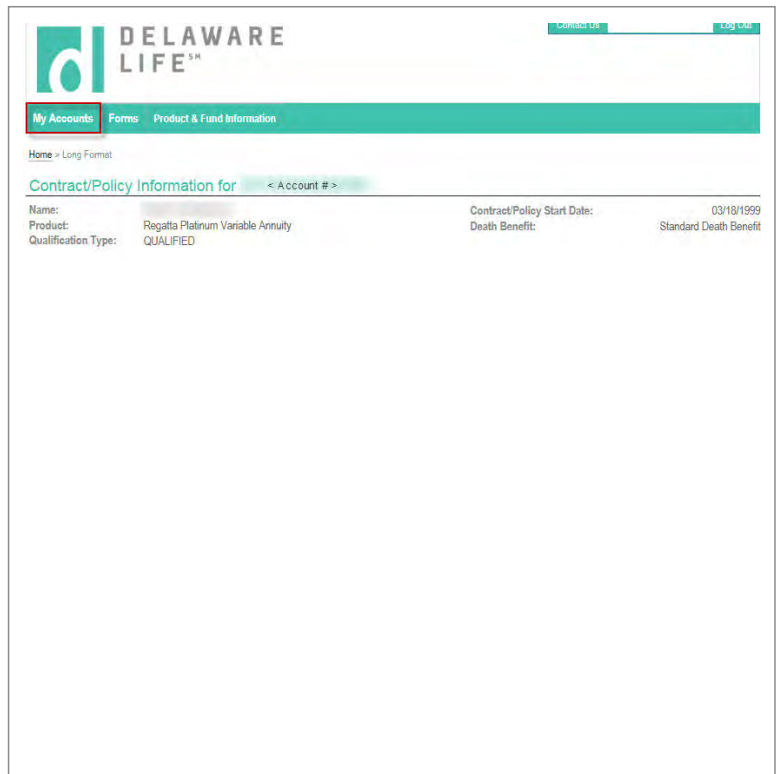 Contact Us Log Out
DELAWARE
LIFE SM
My Accounts Forms Product & Fund Information
Home > Long Format
Contract/Policy Information for < Account # >
Name: Contract/Policy Start Date: 03/18/1999
Product: Regatta Platinum Variable Annuity Death Benefit: Standard Death Benefit
Qualification Type: QUALIFIED